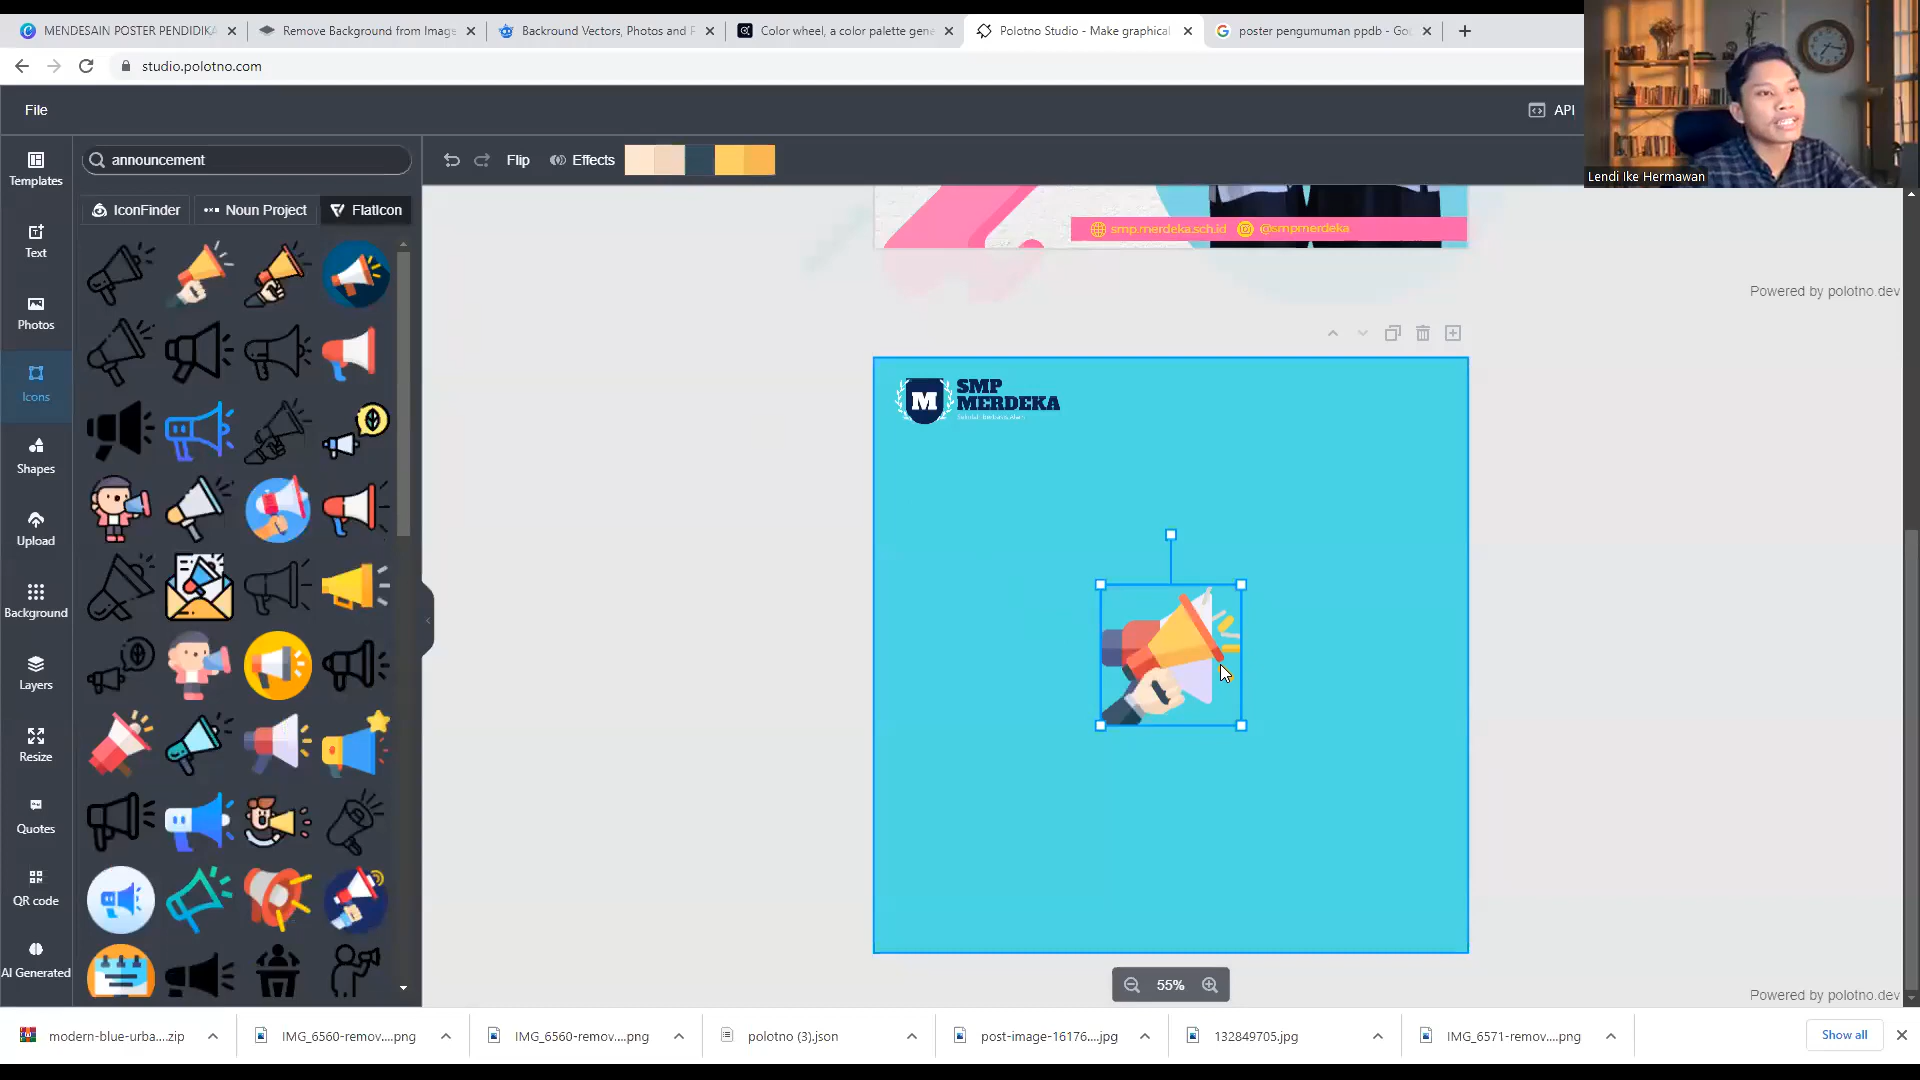 MENDESAIN POSTER PENDIDIKA
Remove Background from Image
Backround Vectors, Photos and F
Color wheel, a color palette gene
Polotno Studio - Make graphical
poster pengumuman ppdb - Goo
studio.polotno.com
File
API
Lendi Ike Hermawan
announcement
Flip
Effects
IconFinder
Noun Project
FlatIcon
Templates
Text
Photos
Icons
Shapes
Upload
Background
Layers
Resize
Quotes
QR code
AI Generated
smp.merdeka.sch.id
@smpmerdeka
Powered by polotno.dev
M
SMP
MERDEKA
Sekolah Berbasis Alam
55%
Powered by polotno.dev
modern-blue-urba....zip
IMG_6560-remov....png
IMG_6560-remov....png
polotno (3).json
post-image-16176....jpg
132849705.jpg
IMG_6571-remov....png
Show all